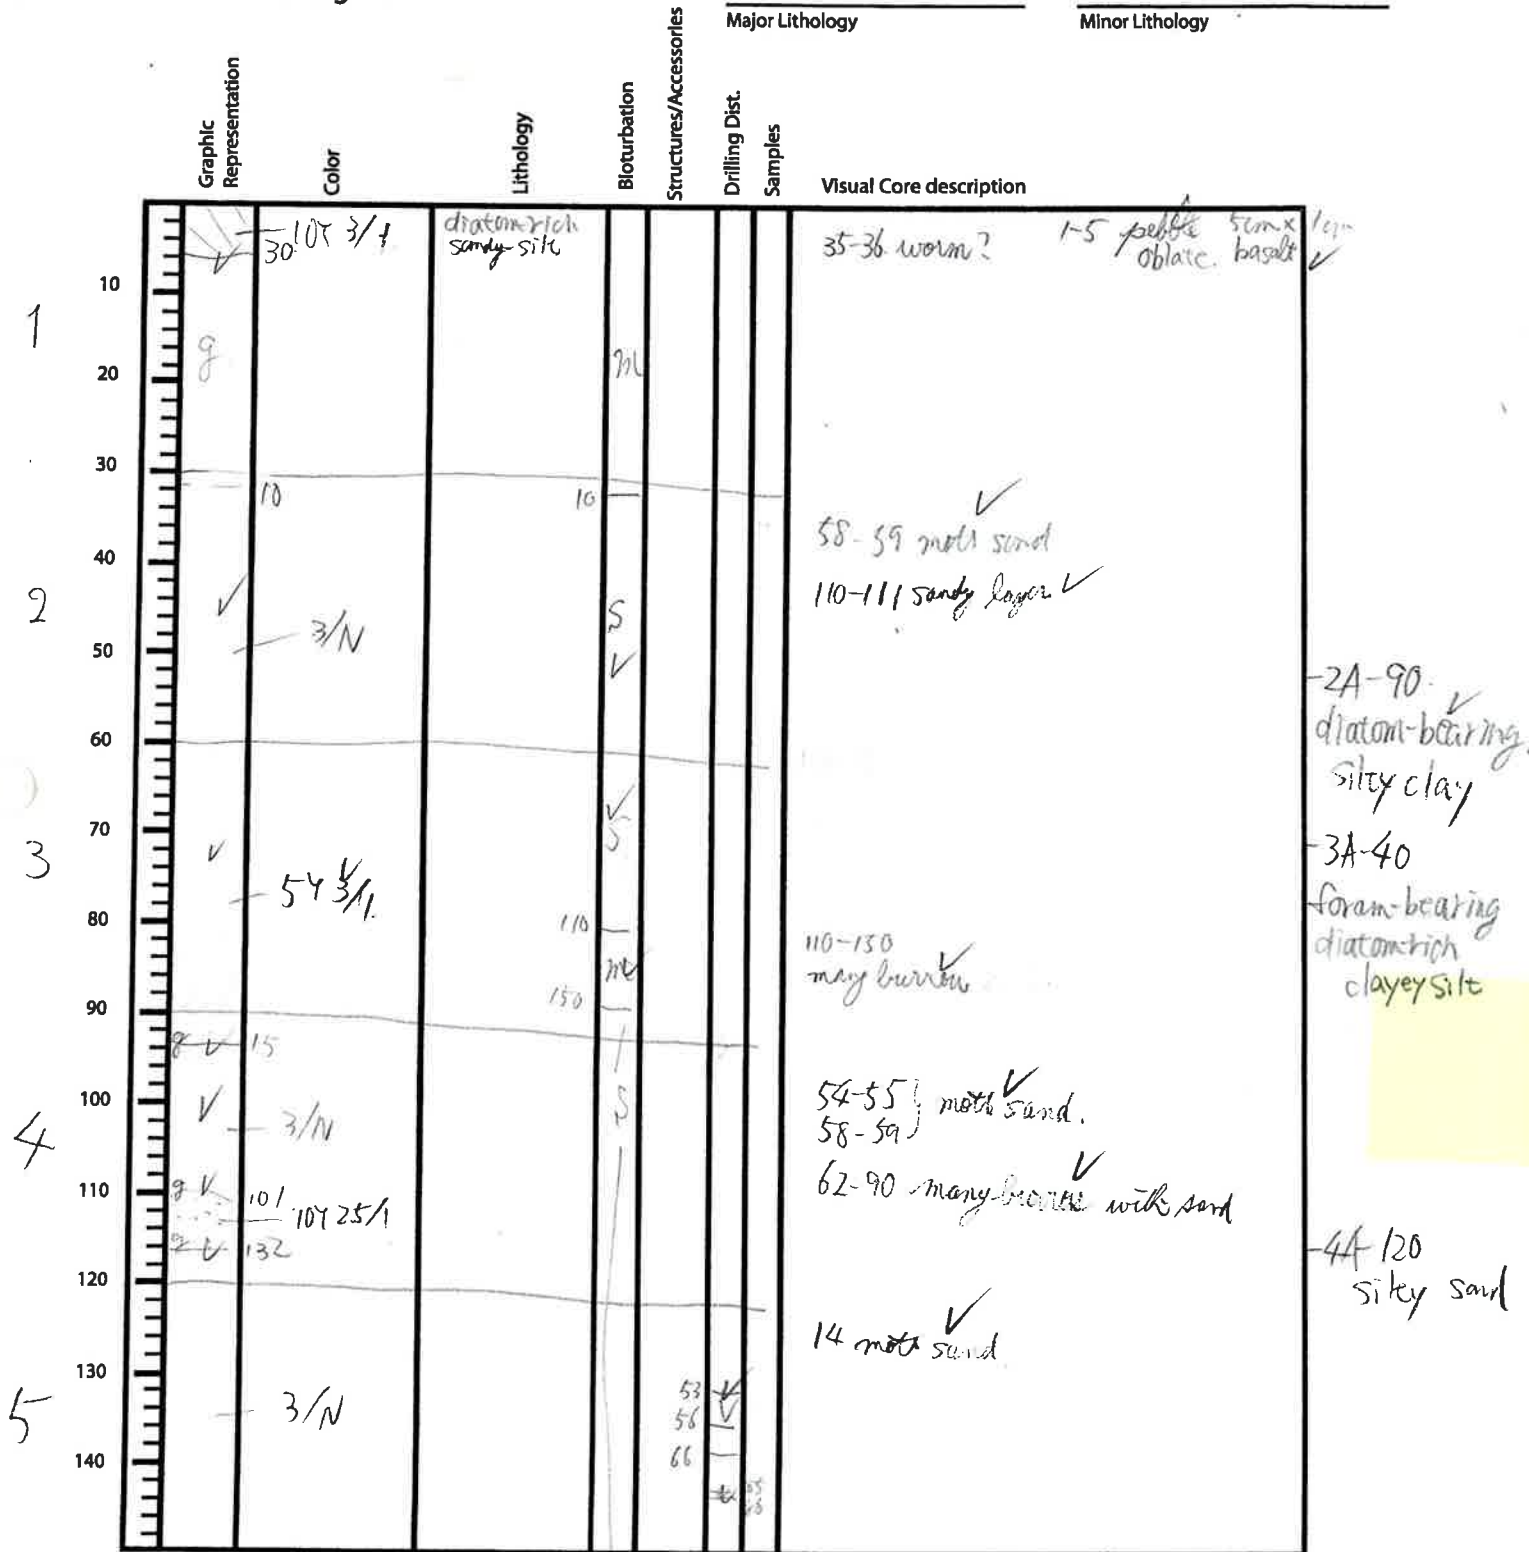 Major Lithology
Minor Lithology
Graphic
Representation
Color
Lithology
Bioturbation
Structures/Accessories
Drilling Dist.
Samples
Visual Core description
diatom-rich
sandy-silt
30
35-36 worm?
1-5 pebble 5cm x 1cm
oblate. basalt
10
1
g
m
20
30
10
10
58-59 moth sand
40
110-111 sandy layer
2
S
3/N
50
2A-90
diatom-bearing
silty clay
60
70
S
3
3A-40
5Y 3/1
foram-bearing
diatom-rich
clayey silt
80
110
110-150
many burrow
m
150
90
g
15
100
54-55
58-59
moth sand.
S
3/N
4
110
g
101
10Y 2.5/1
62-90 many burrow with sand
g
132
4A-120
silty sand
120
14 moth sand
130
53
5
3/N
56
66
140